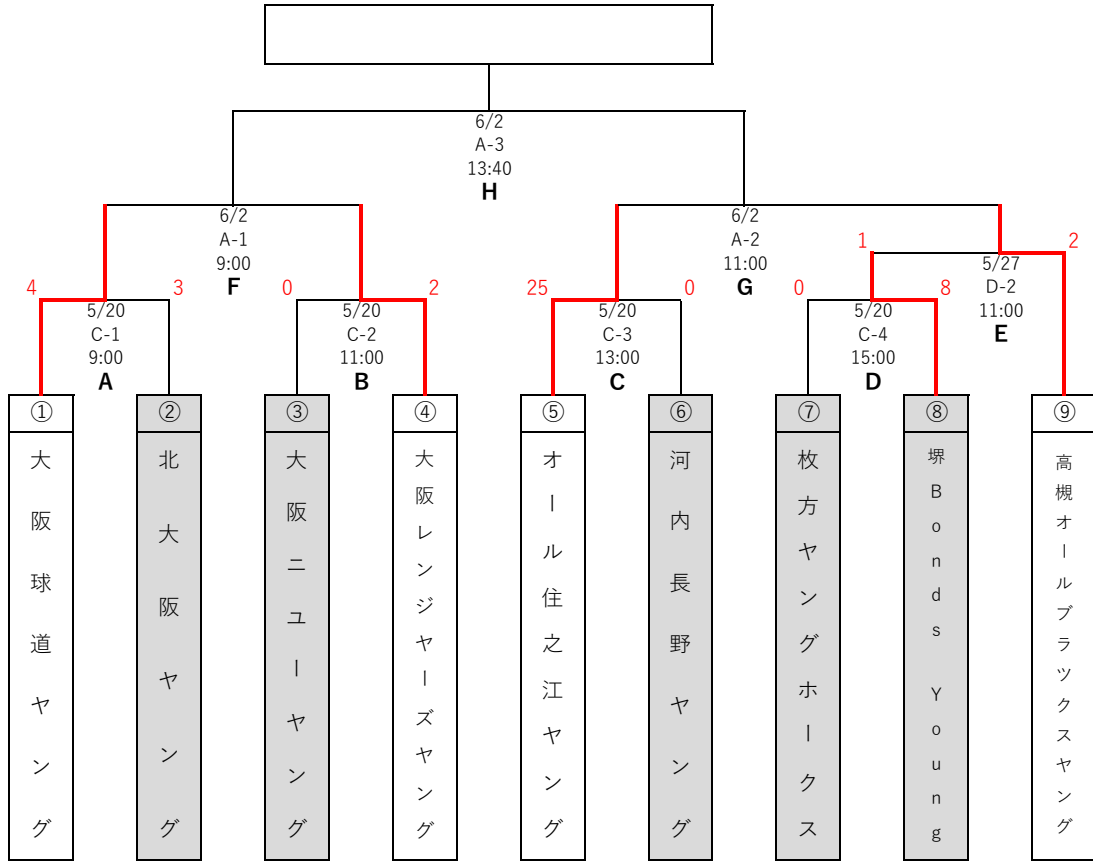 6/2
A-3
13:40
H
6/2
A-1
9:00
F
6/2
A-2
11:00
G
1
2
5/27
D-2
11:00
E
4
3
5/20
C-1
9:00
A
0
2
5/20
C-2
11:00
B
25
0
5/20
C-3
13:00
C
0
8
5/20
C-4
15:00
D
①
大阪球道ヤング
②
北大阪ヤング
③
大阪ニユーヤング
④
大阪レンジヤーズヤング
⑤
オール住之江ヤング
⑥
河内長野ヤング
⑦
枚方ヤングホークス
⑧
堺Bonds Young
⑨
高槻オールブラツクスヤング